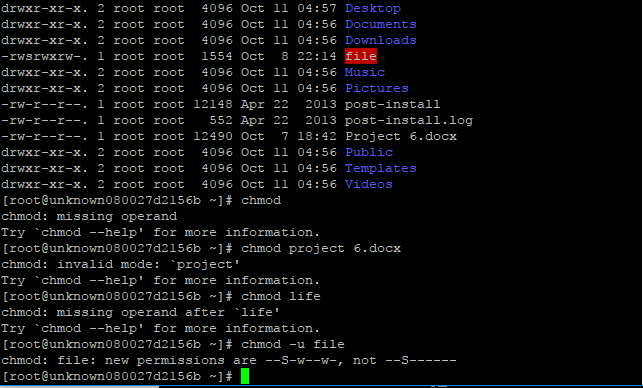 drwxr-xr-x. 2 root root  4096 Oct 11 04:57 Desktop
drwxr-xr-x. 2 root root  4096 Oct 11 04:56 Documents
drwxr-xr-x. 2 root root  4096 Oct 11 04:56 Downloads
-rwsrwxrw-. 1 root root  1554 Oct  8 22:14 file
drwxr-xr-x. 2 root root  4096 Oct 11 04:56 Music
drwxr-xr-x. 2 root root  4096 Oct 11 04:56 Pictures
-rw-r--r--. 1 root root 12148 Apr 22  2013 post-install
-rw-r--r--. 1 root root   552 Apr 22  2013 post-install.log
-rw-r--r--. 1 root root 12490 Oct  7 18:42 Project 6.docx
drwxr-xr-x. 2 root root  4096 Oct 11 04:56 Public
drwxr-xr-x. 2 root root  4096 Oct 11 04:56 Templates
drwxr-xr-x. 2 root root  4096 Oct 11 04:56 Videos
[root@unknown080027d2156b ~]# chmod
chmod: missing operand
Try `chmod --help' for more information.
[root@unknown080027d2156b ~]# chmod project 6.docx
chmod: invalid mode: `project'
Try `chmod --help' for more information.
[root@unknown080027d2156b ~]# chmod life
chmod: missing operand after `life'
Try `chmod --help' for more information.
[root@unknown080027d2156b ~]# chmod -u file
chmod: file: new permissions are --S-w--w-, not --S------
[root@unknown080027d2156b ~]#